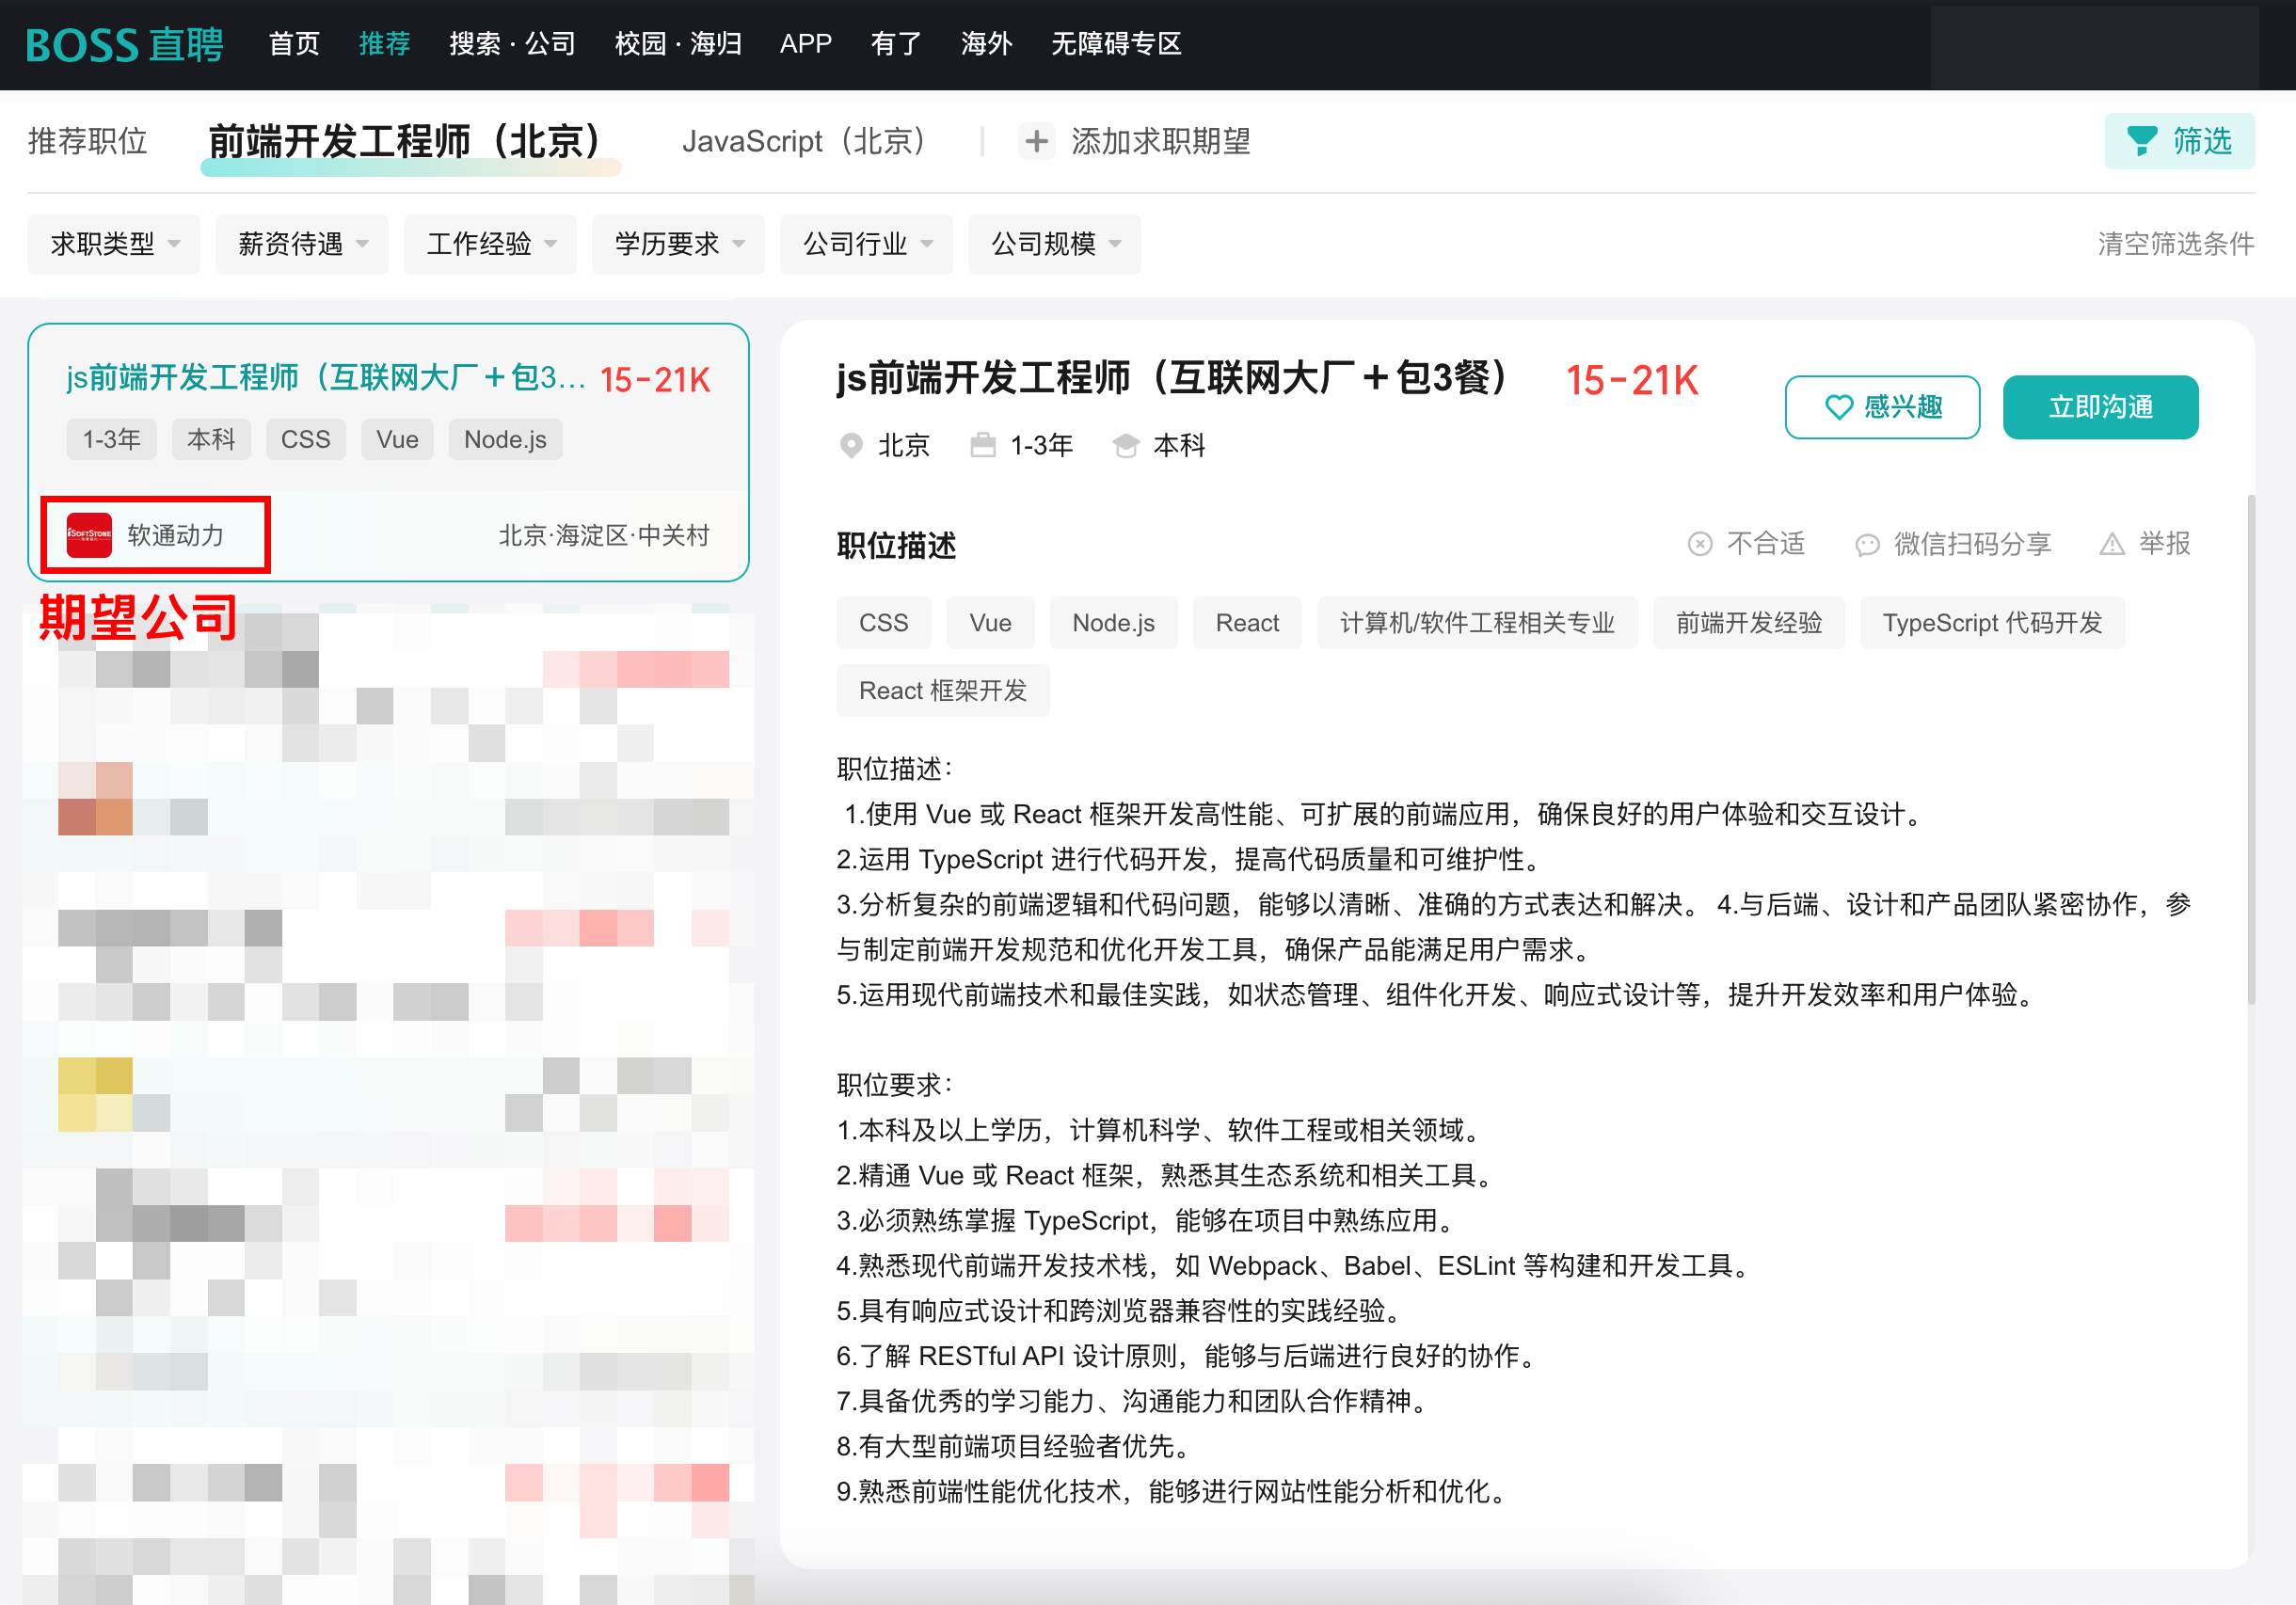 BOSS 直聘 首页 推荐 搜索 · 公司 校园 · 海归 APP 有了 海外 无障碍专区
推荐职位 前端开发工程师（北京） JavaScript（北京） 添加求职期望 筛选
求职类型 薪资待遇 工作经验 学历要求 公司行业 公司规模 清空筛选条件
js前端开发工程师（互联网大厂＋包3... 15-21K
1-3年 本科 CSS Vue Node.js
iSoftStone 软通动力 北京·海淀区·中关村
期望公司
js前端开发工程师（互联网大厂＋包3餐） 15-21K
感兴趣 立即沟通
北京 1-3年 本科
职位描述 不合适 微信扫码分享 举报
CSS Vue Node.js React 计算机/软件工程相关专业 前端开发经验 TypeScript 代码开发
React 框架开发
职位描述：
1.使用 Vue 或 React 框架开发高性能、可扩展的前端应用，确保良好的用户体验和交互设计。
2.运用 TypeScript 进行代码开发，提高代码质量和可维护性。
3.分析复杂的前端逻辑和代码问题，能够以清晰、准确的方式表达和解决。 4.与后端、设计和产品团队紧密协作，参
与制定前端开发规范和优化开发工具，确保产品能满足用户需求。
5.运用现代前端技术和最佳实践，如状态管理、组件化开发、响应式设计等，提升开发效率和用户体验。
职位要求：
1.本科及以上学历，计算机科学、软件工程或相关领域。
2.精通 Vue 或 React 框架，熟悉其生态系统和相关工具。
3.必须熟练掌握 TypeScript，能够在项目中熟练应用。
4.熟悉现代前端开发技术栈，如 Webpack、Babel、ESLint 等构建和开发工具。
5.具有响应式设计和跨浏览器兼容性的实践经验。
6.了解 RESTful API 设计原则，能够与后端进行良好的协作。
7.具备优秀的学习能力、沟通能力和团队合作精神。
8.有大型前端项目经验者优先。
9.熟悉前端性能优化技术，能够进行网站性能分析和优化。